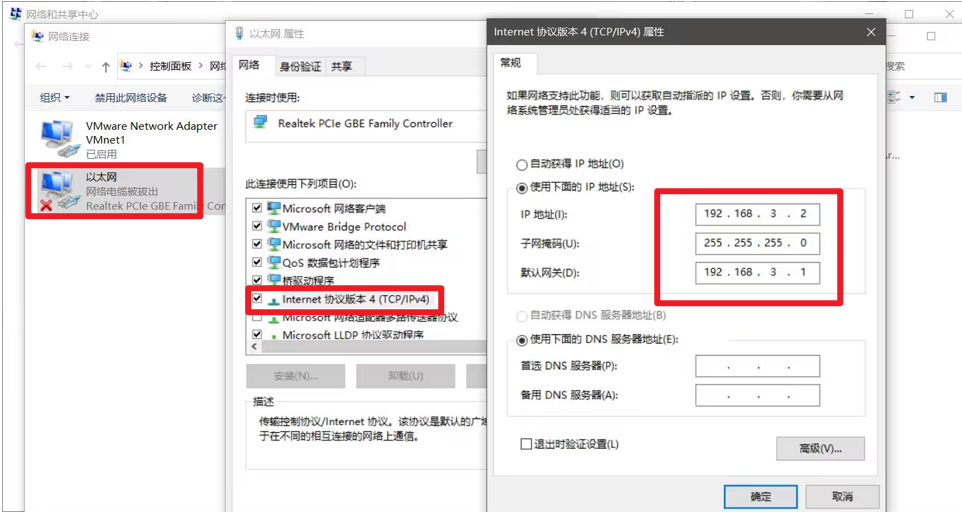 网络和共享中心
网络连接
控制面板
组织
禁用此网络设备
诊断这
搜索
VMware Network Adapter
VMnet1
已启用
以太网
网络电缆被拔出
Realtek PCIe GBE Family Con
以太网 属性
网络
身份验证
共享
连接时使用:
Realtek PCIe GBE Family Controller
此连接使用下列项目(O):
Microsoft 网络客户端
VMware Bridge Protocol
Microsoft 网络的文件和打印机共享
QoS 数据包计划程序
桥驱动程序
Internet 协议版本 4 (TCP/IPv4)
Microsoft 网络适配器多路传送器协议
Microsoft LLDP 协议驱动程序
安装(N)...
卸载(U)
描述
传输控制协议/Internet 协议。该协议是默认的广域
于在不同的相互连接的网络上通信。
Internet 协议版本 4 (TCP/IPv4) 属性
常规
如果网络支持此功能，则可以获取自动指派的 IP 设置。否则，你需要从网
络系统管理员处获得适当的 IP 设置。
自动获得 IP 地址(O)
使用下面的 IP 地址(S):
IP 地址(I):
192 . 168 . 3 . 2
子网掩码(U):
255 . 255 . 255 . 0
默认网关(D):
192 . 168 . 3 . 1
自动获得 DNS 服务器地址(B)
使用下面的 DNS 服务器地址(E):
首选 DNS 服务器(P):
. . .
备用 DNS 服务器(A):
. . .
退出时验证设置(L)
高级(V)...
确定
取消